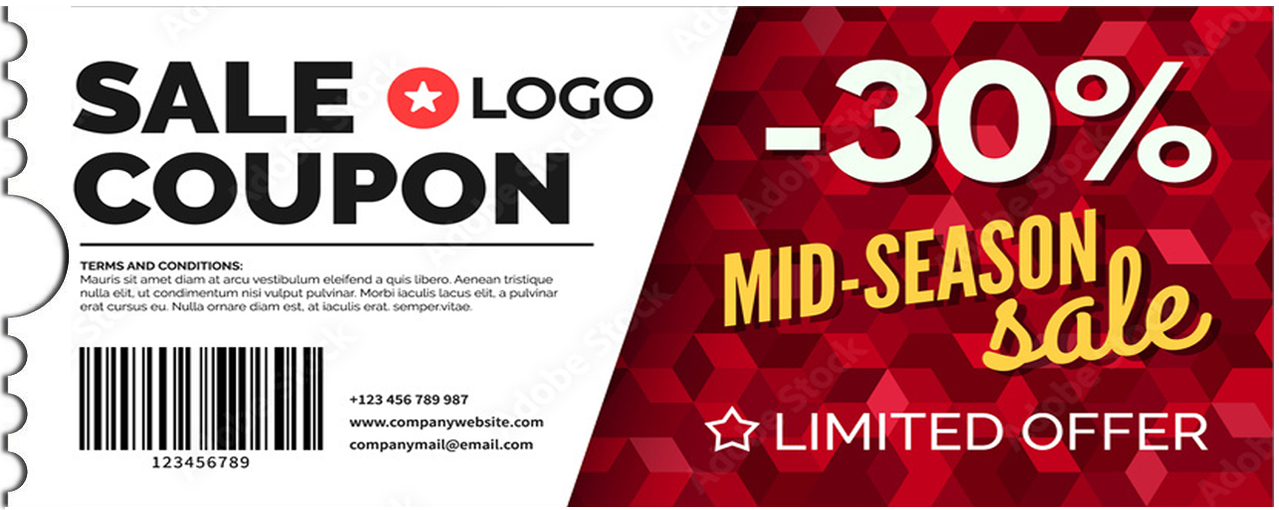 SALE
COUPON
LOGO
TERMS AND CONDITIONS:
Mauris sit amet diam at arcu vestibulum eleifend a quis libero. Aenean tristique
nulla elit, ut condimentum nisi vulput pulvinar. Morbi iaculis lacus elit, a pulvinar
erat cursus eu. Nulla ornare diam est, at iaculis erat. semper.vitae.
123456789
+123 456 789 987
www.companywebsite.com
companymail@email.com
-30%
MID-SEASON
sale
LIMITED OFFER
Adobe Stock